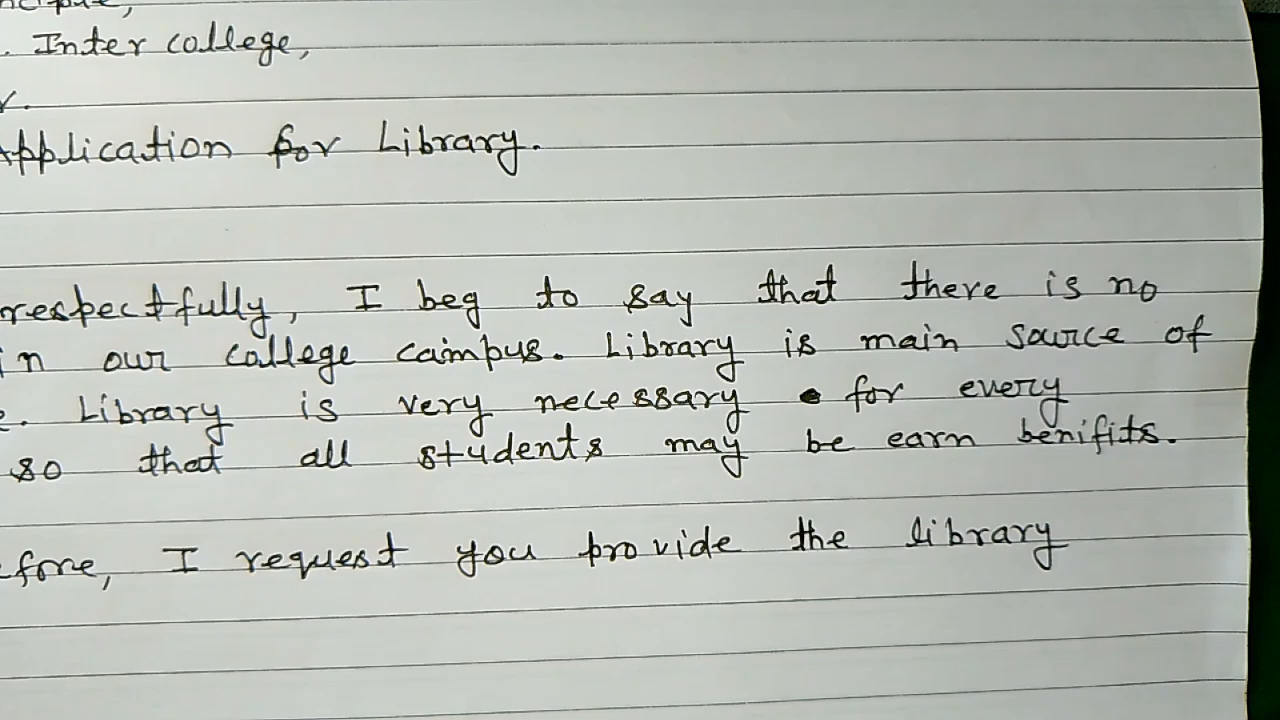 Inter college,
Application for Library.
respectfully, I beg to say that there is no
in our college caimpus. Library is main source of
Library is very necessary for every
so that all students may be earn benifits.
fore, I request you provide the library